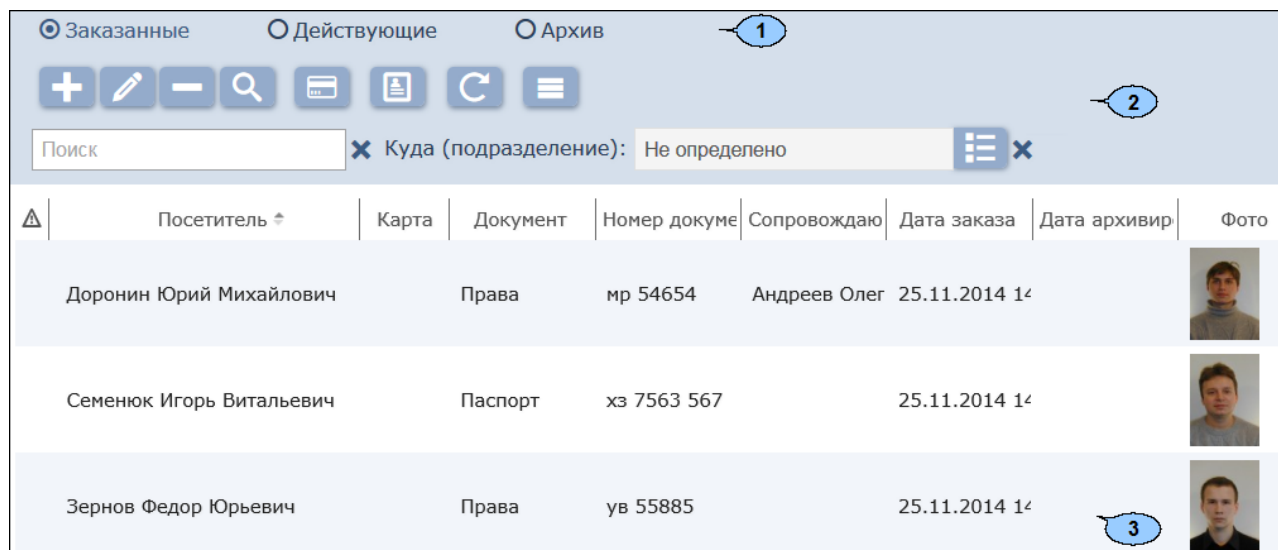 Заказанные Действующие Архив 1
2
Поиск Куда (подразделение): Не определено
Посетитель Карта Документ Номер докуме Сопровождаю Дата заказа Дата архивир Фото
Доронин Юрий Михайлович Права мр 54654 Андреев Олег 25.11.2014 14
Семенюк Игорь Витальевич Паспорт хз 7563 567 25.11.2014 14
Зернов Федор Юрьевич Права ув 55885 25.11.2014 14
3